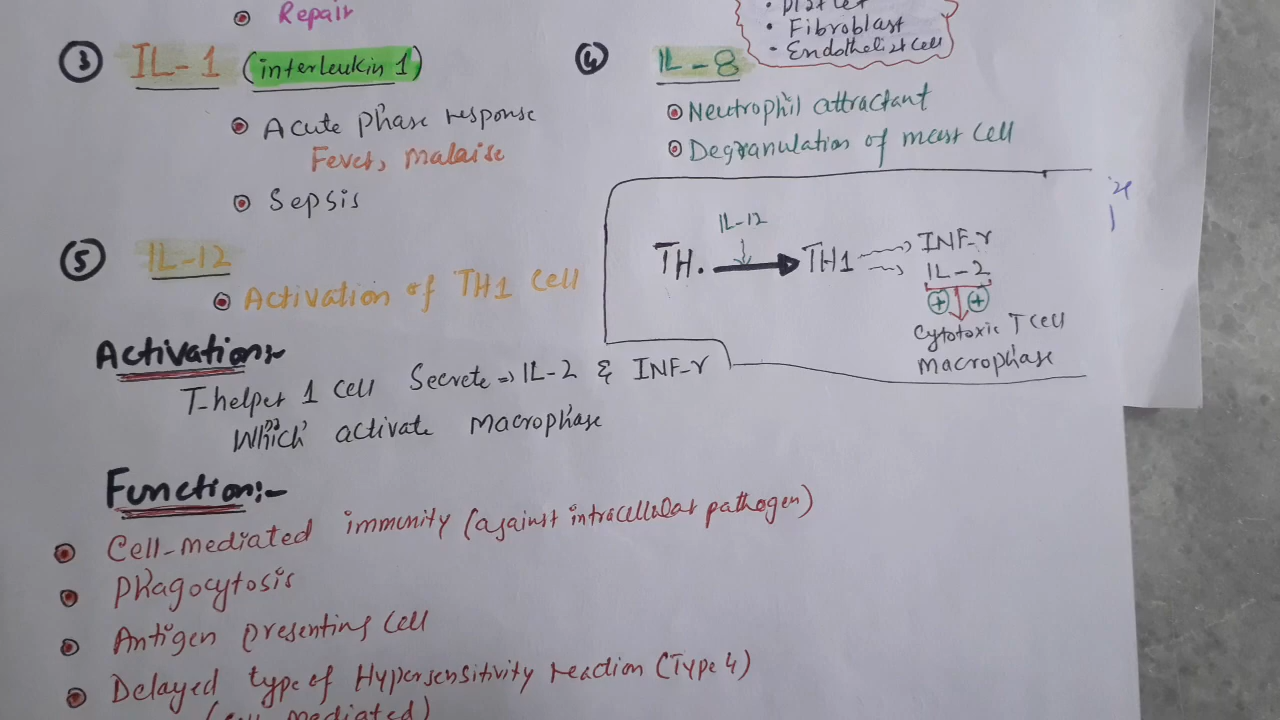 Repair
• Fibroblast
• Endothelial cell
③ IL-1 (interleukin 1)
Acute phase response
Fever, malaise
Sepsis
④ IL-8
Neutrophil attractant
Degranulation of mast cell
⑤ IL-12
Activation of TH1 cell
IL-12
TH. → TH1 → INF-γ
→ IL-2
⊕ ↓ ⊕
Cytotoxic T cell
macrophase
Activation:-
T-helper 1 cell Secrete => IL-2 & INF-γ
Which activate macrophase
Function:-
Cell-mediated immunity (against intracellular pathogen)
Phagocytosis
Antigen presenting cell
Delayed type of Hypersensitivity reaction (Type 4)
mediated)